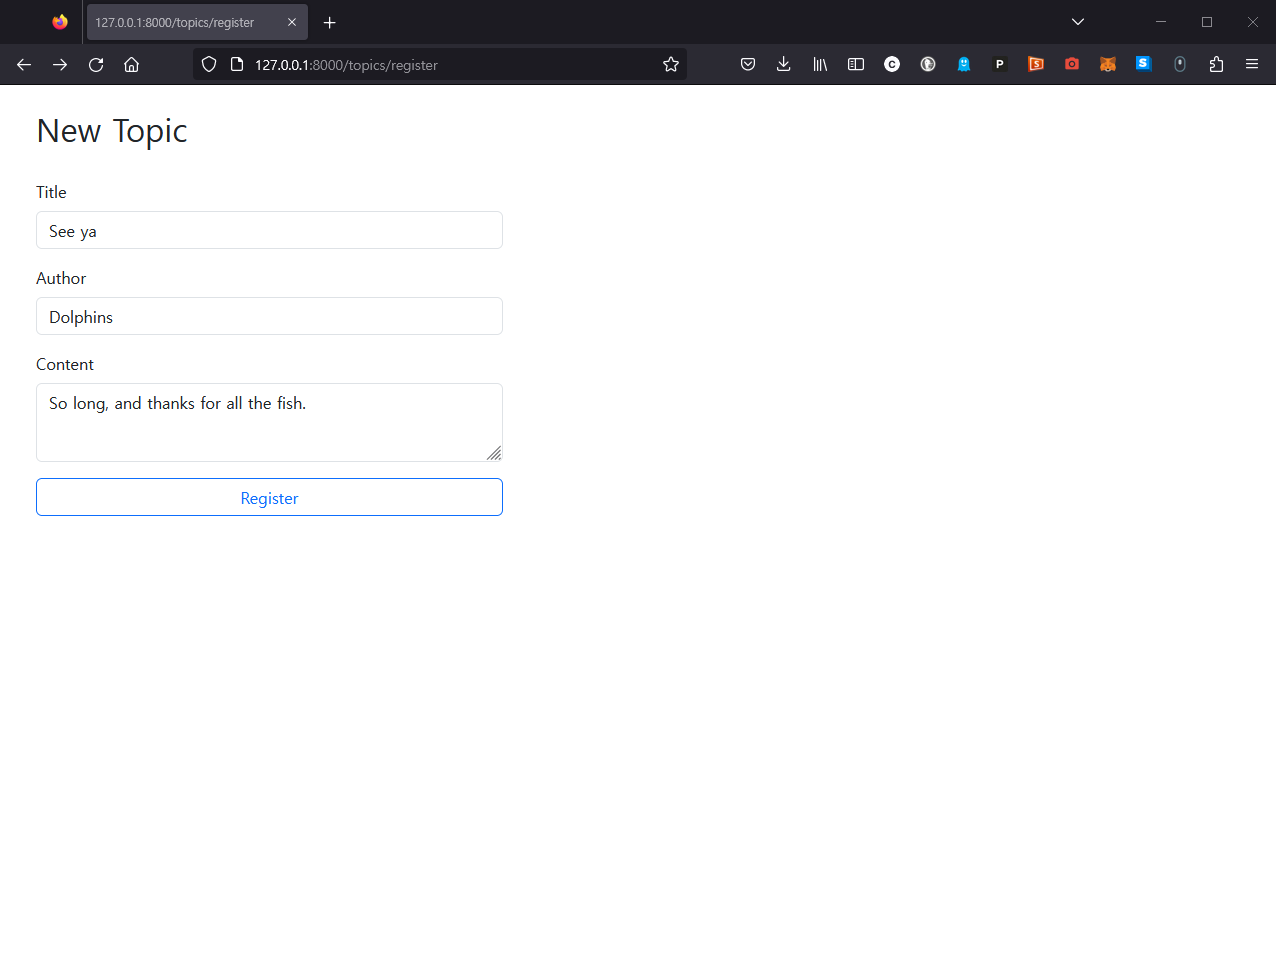 127.0.0.1:8000/topics/register
127.0.0.1:8000/topics/register
New Topic
Title
See ya
Author
Dolphins
Content
So long, and thanks for all the fish.
Register